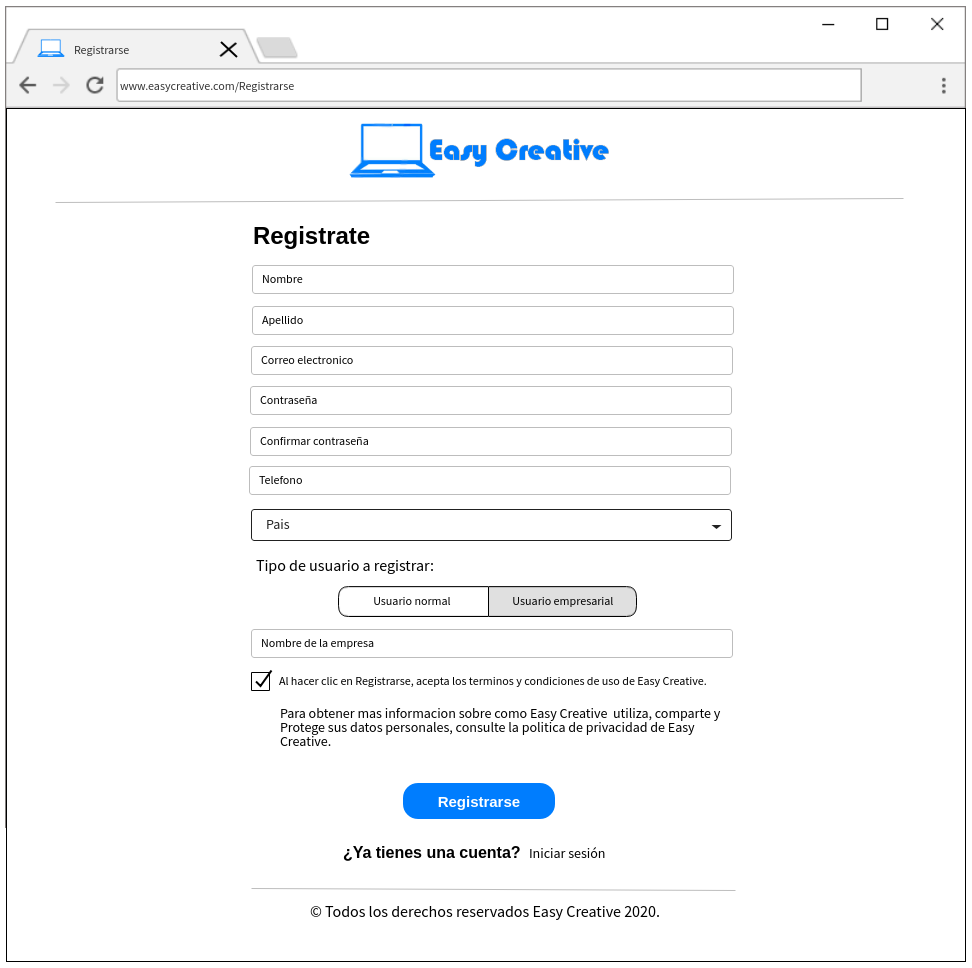 Registrarse
www.easycreative.com/Registrarse
Easy Creative
Registrate
Nombre
Apellido
Correo electronico
Contraseña
Confirmar contraseña
Telefono
Pais
Tipo de usuario a registrar:
Usuario normal Usuario empresarial
Nombre de la empresa
Al hacer clic en Registrarse, acepta los terminos y condiciones de uso de Easy Creative.
Para obtener mas informacion sobre como Easy Creative  utiliza, comparte y
Protege sus datos personales, consulte la politica de privacidad de Easy
Creative.
Registrarse
¿Ya tienes una cuenta? Iniciar sesión
© Todos los derechos reservados Easy Creative 2020.